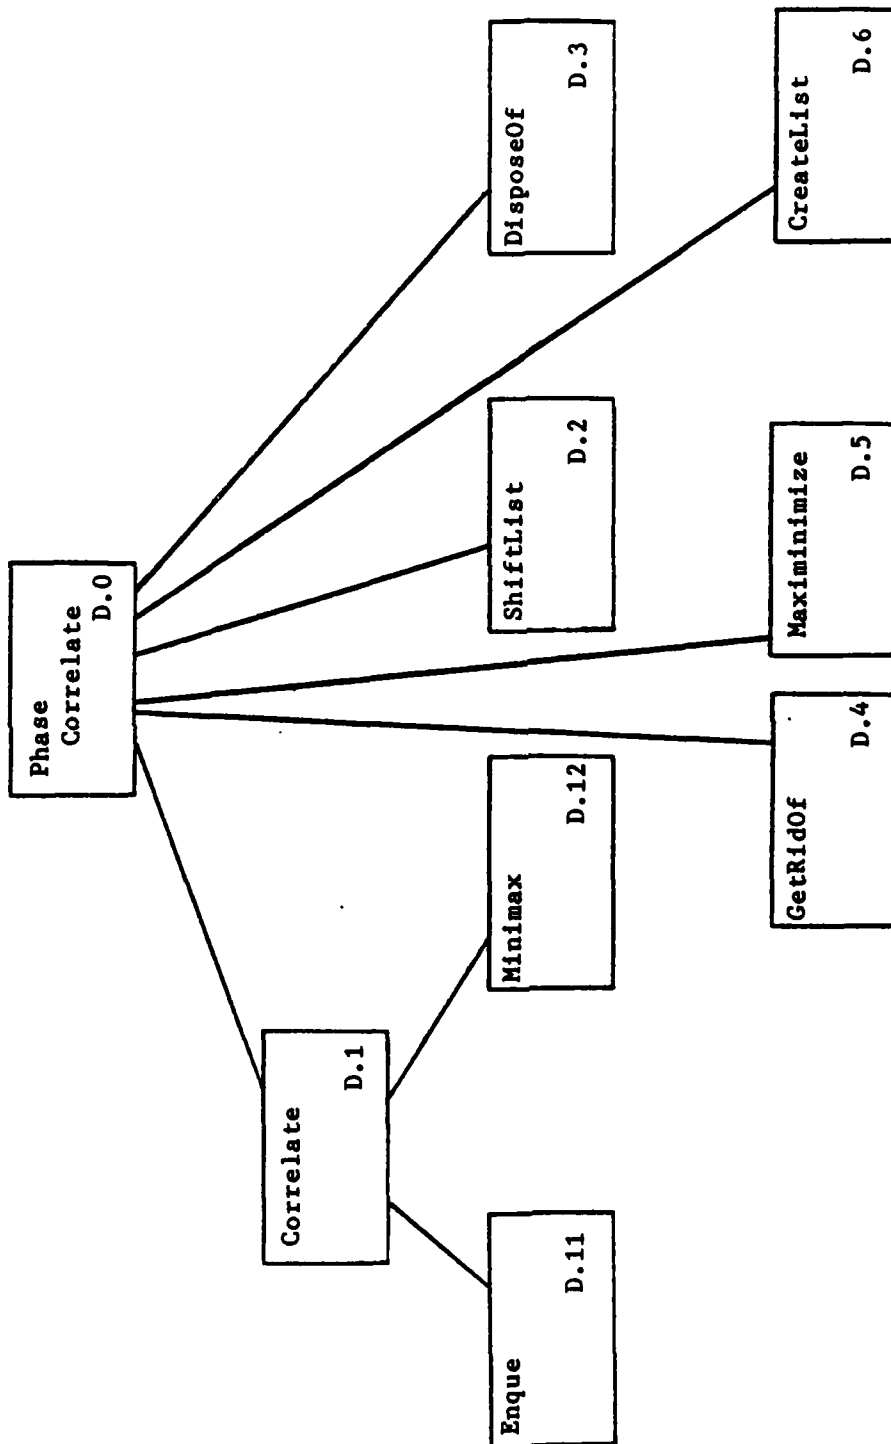 Phase
Correlate
D.0
Correlate
D.1
Enque
D.11
Minimax
D.12
ShiftList
D.2
DisposeOf
D.3
GetRidOf
D.4
Maximinimize
D.5
CreateList
D.6